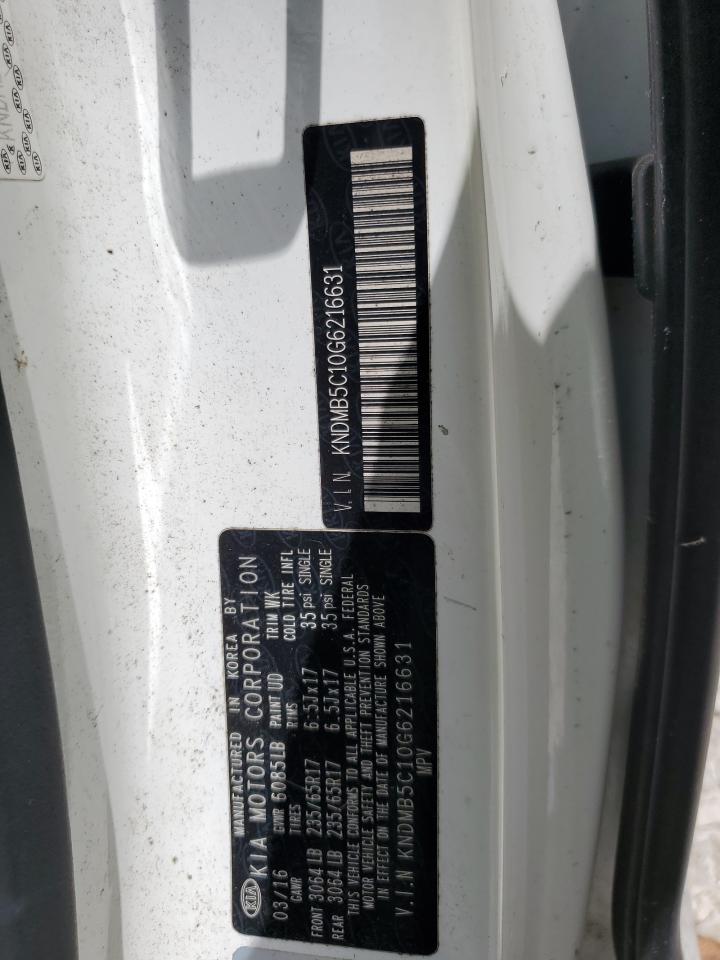 MANUFACTURED IN KOREA BY
KIA KIA MOTORS CORPORATION
03/16 GVWR 6085LB PAINT UD TRIM WK
GAWR TIRES RIMS COLD TIRE INFL
FRONT 3064LB 235/65R17 6.5Jx17 35psi SINGLE
REAR 3064LB 235/65R17 6.5Jx17 35psi SINGLE
THIS VEHICLE CONFORMS TO ALL APPLICABLE U.S.A. FEDERAL
MOTOR VEHICLE SAFETY AND THEFT PREVENTION STANDARDS
IN EFFECT ON THE DATE OF MANUFACTURE SHOWN ABOVE
V.I.N KNDMB5C10G6216631
MPV
V.I.N. KNDMB5C10G6216631